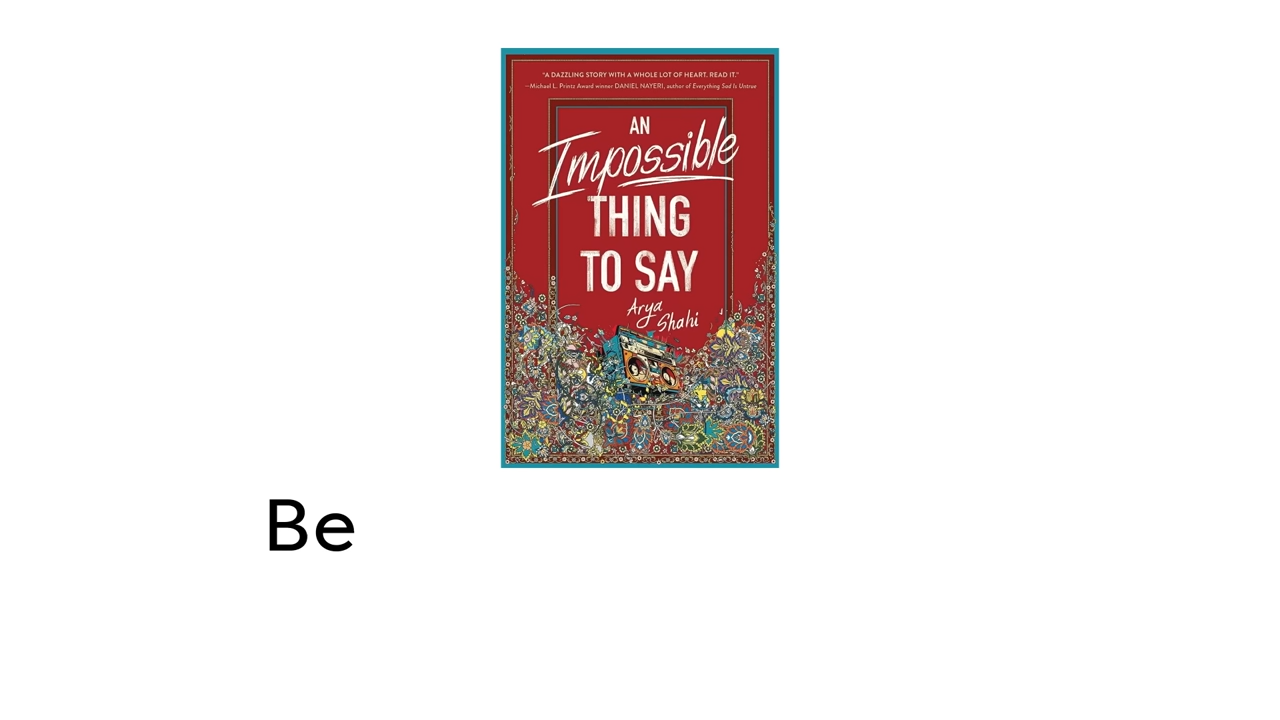 "A DAZZLING STORY WITH A WHOLE LOT OF HEART. READ IT."
—Michael L. Printz Award winner DANIEL NAYERI, author of Everything Sad Is Untrue
AN
Impossible
THING
TO SAY
Arya
Shahi
Be